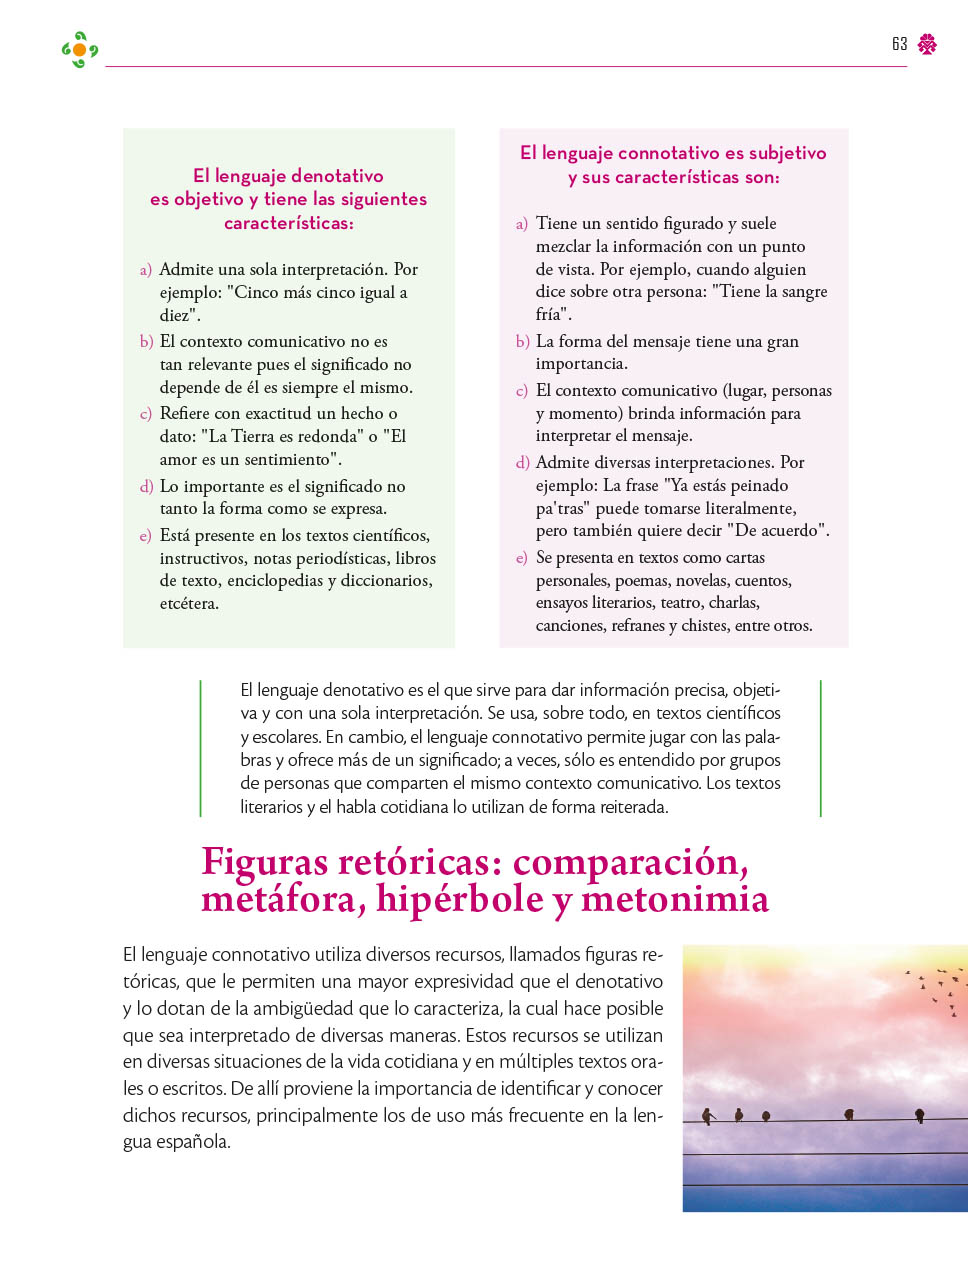 63
El lenguaje denotativo
es objetivo y tiene las siguientes
características:
a) Admite una sola interpretación. Por
ejemplo: "Cinco más cinco igual a
diez".
b) El contexto comunicativo no es
tan relevante pues el significado no
depende de él es siempre el mismo.
c) Refiere con exactitud un hecho o
dato: "La Tierra es redonda" o "El
amor es un sentimiento".
d) Lo importante es el significado no
tanto la forma como se expresa.
e) Está presente en los textos científicos,
instructivos, notas periodísticas, libros
de texto, enciclopedias y diccionarios,
etcétera.
El lenguaje connotativo es subjetivo
y sus características son:
a) Tiene un sentido figurado y suele
mezclar la información con un punto
de vista. Por ejemplo, cuando alguien
dice sobre otra persona: "Tiene la sangre
fría".
b) La forma del mensaje tiene una gran
importancia.
c) El contexto comunicativo (lugar, personas
y momento) brinda información para
interpretar el mensaje.
d) Admite diversas interpretaciones. Por
ejemplo: La frase "Ya estás peinado
pa'tras" puede tomarse literalmente,
pero también quiere decir "De acuerdo".
e) Se presenta en textos como cartas
personales, poemas, novelas, cuentos,
ensayos literarios, teatro, charlas,
canciones, refranes y chistes, entre otros.
El lenguaje denotativo es el que sirve para dar información precisa, objeti-
va y con una sola interpretación. Se usa, sobre todo, en textos científicos
y escolares. En cambio, el lenguaje connotativo permite jugar con las pala-
bras y ofrece más de un significado; a veces, sólo es entendido por grupos
de personas que comparten el mismo contexto comunicativo. Los textos
literarios y el habla cotidiana lo utilizan de forma reiterada.
Figuras retóricas: comparación,
metáfora, hipérbole y metonimia
El lenguaje connotativo utiliza diversos recursos, llamados figuras re-
tóricas, que le permiten una mayor expresividad que el denotativo
y lo dotan de la ambigüedad que lo caracteriza, la cual hace posible
que sea interpretado de diversas maneras. Estos recursos se utilizan
en diversas situaciones de la vida cotidiana y en múltiples textos ora-
les o escritos. De allí proviene la importancia de identificar y conocer
dichos recursos, principalmente los de uso más frecuente en la len-
gua española.